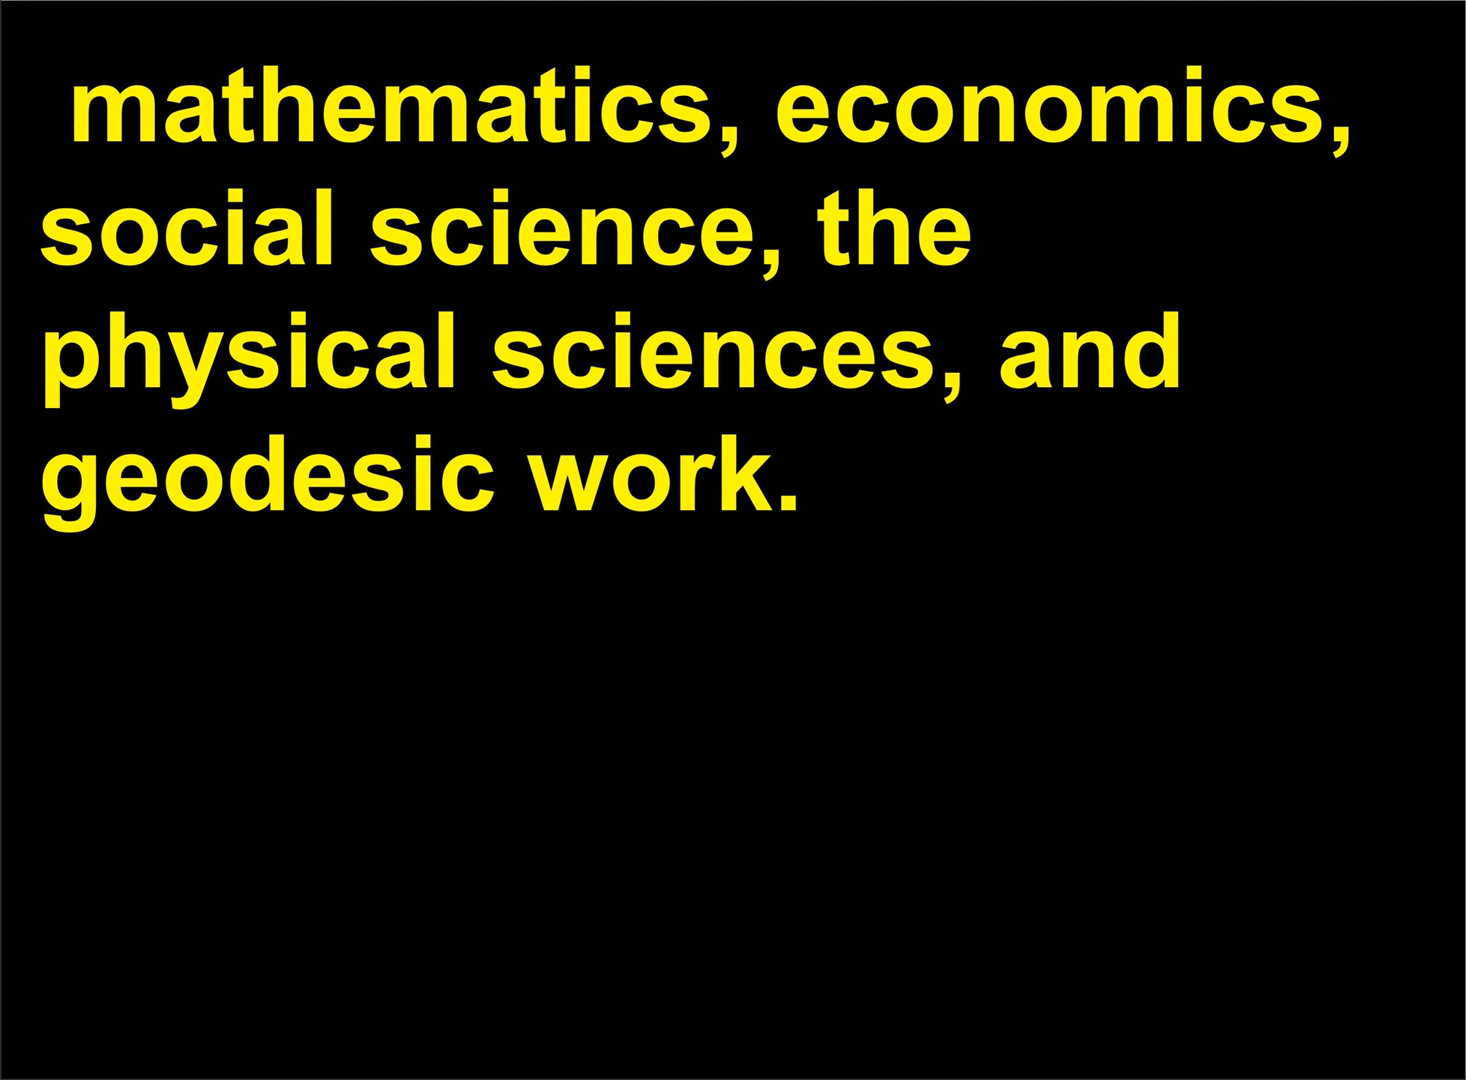 mathematics, economics,
social science, the
physical sciences, and
geodesic work.